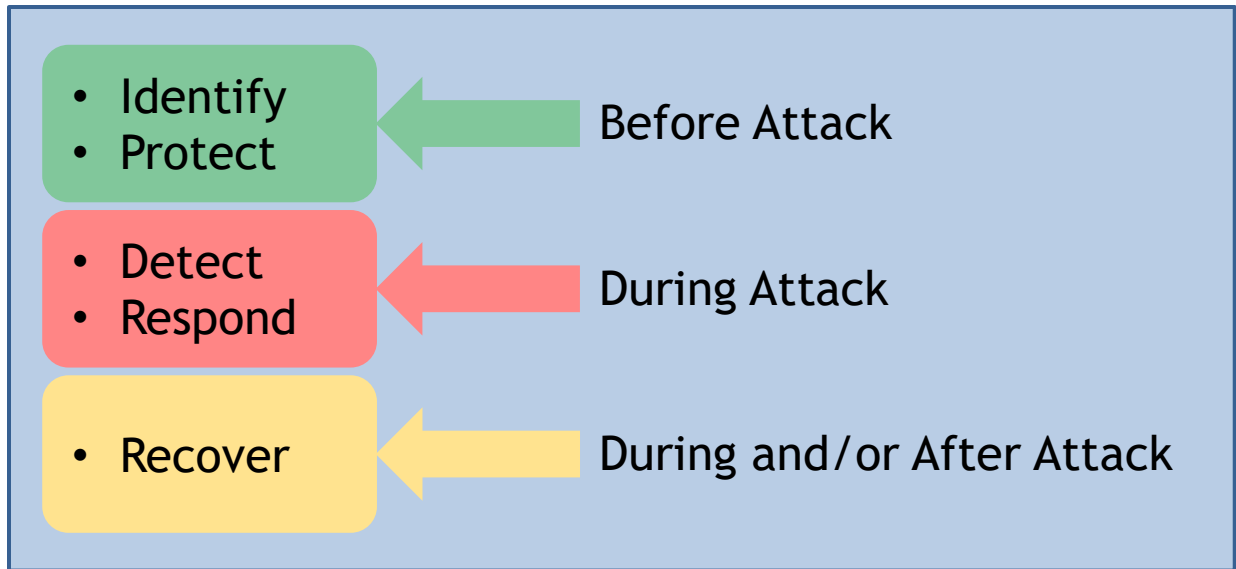 • Identify
• Protect
Before Attack
• Detect
• Respond
During Attack
• Recover
During and/or After Attack